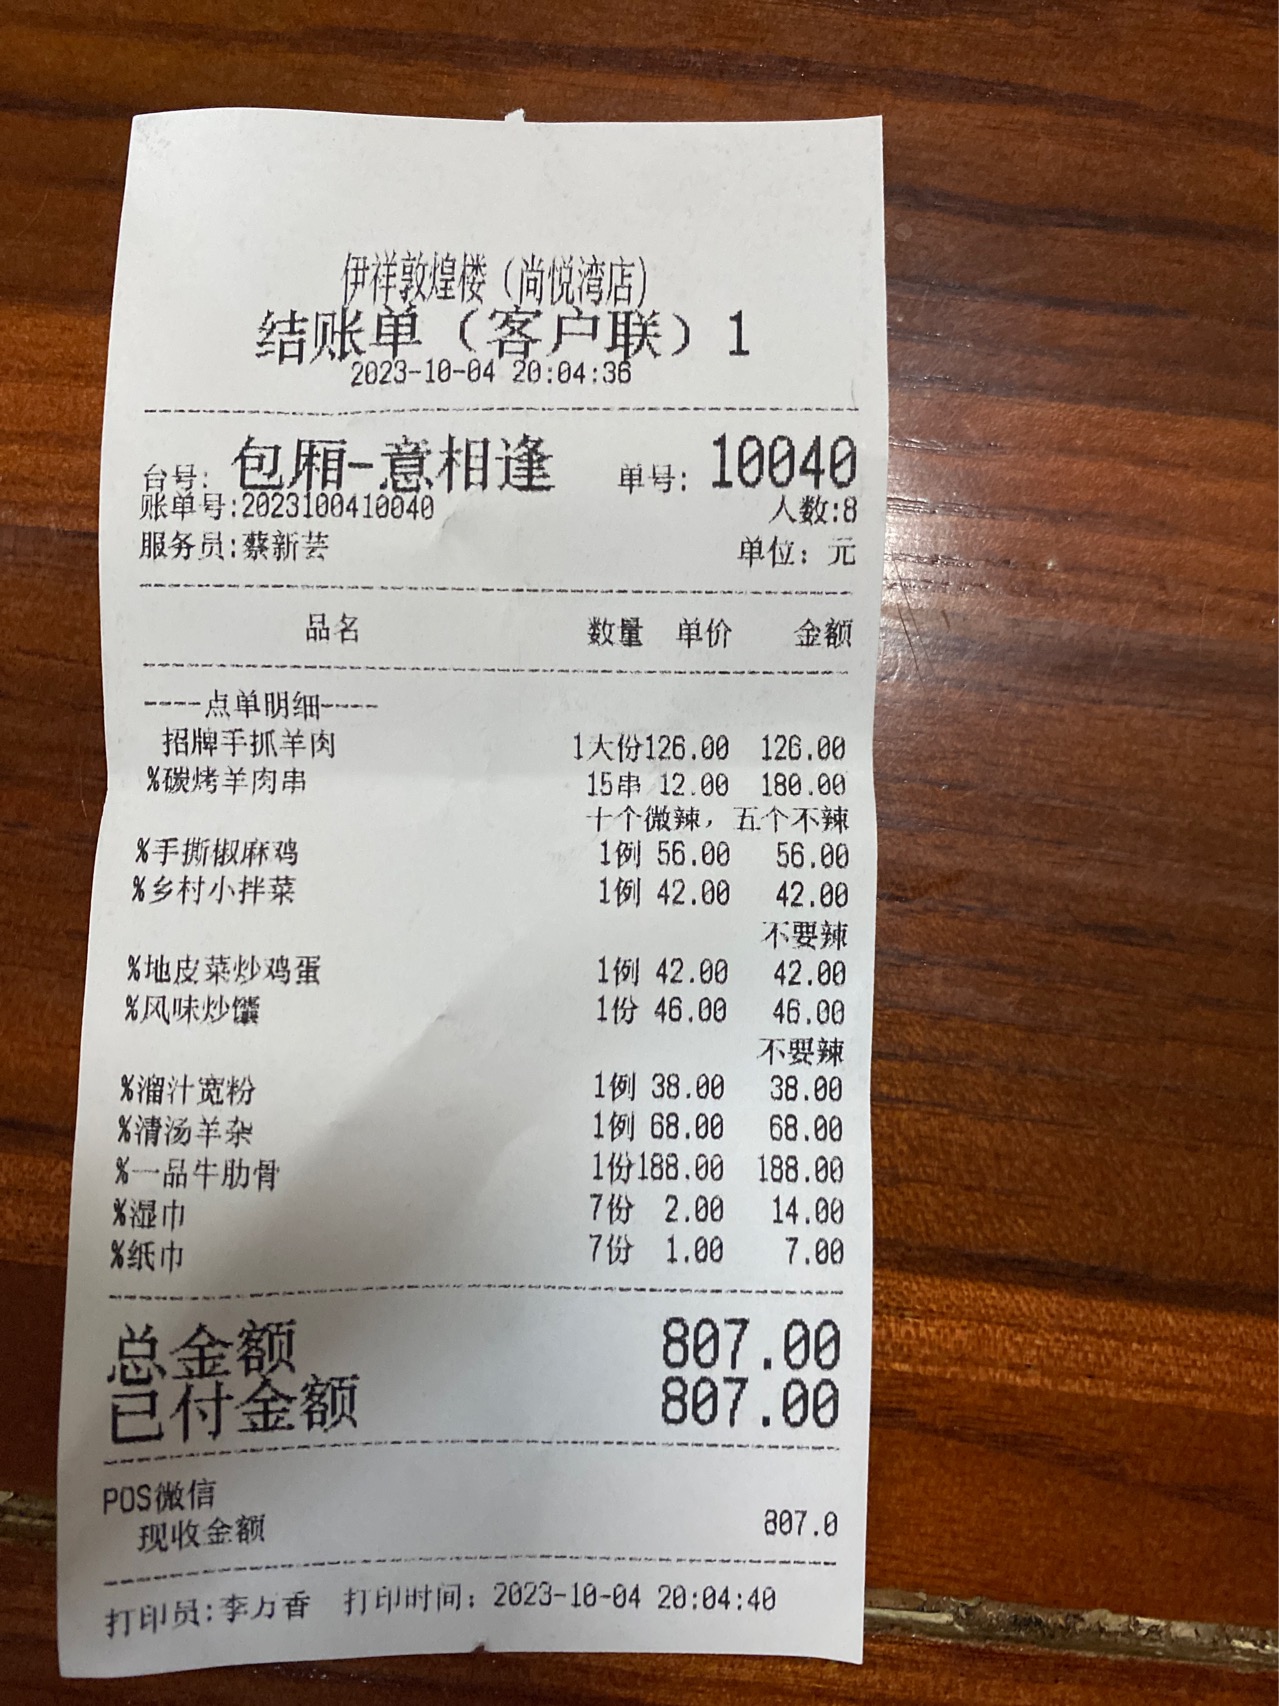 伊祥敦煌楼（尚悦湾店）
结账单（客户联）1
2023-10-04 20:04:36
台号: 包厢-意相逢 单号: 10040
账单号:2023100410040 人数:8
服务员:蔡新芸 单位: 元
品名 数量 单价 金额
----点单明细----
招牌手抓羊肉 1大份126.00 126.00
%碳烤羊肉串 15串 12.00 180.00
十个微辣，五个不辣
%手撕椒麻鸡 1例 56.00 56.00
%乡村小拌菜 1例 42.00 42.00
不要辣
%地皮菜炒鸡蛋 1例 42.00 42.00
%风味炒馕 1份 46.00 46.00
不要辣
%溜汁宽粉 1例 38.00 38.00
%清汤羊杂 1例 68.00 68.00
%一品牛肋骨 1份188.00 188.00
%湿巾 7份 2.00 14.00
%纸巾 7份 1.00 7.00
总金额 807.00
已付金额 807.00
POS微信
现收金额 807.0
打印员:李万香 打印时间: 2023-10-04 20:04:40